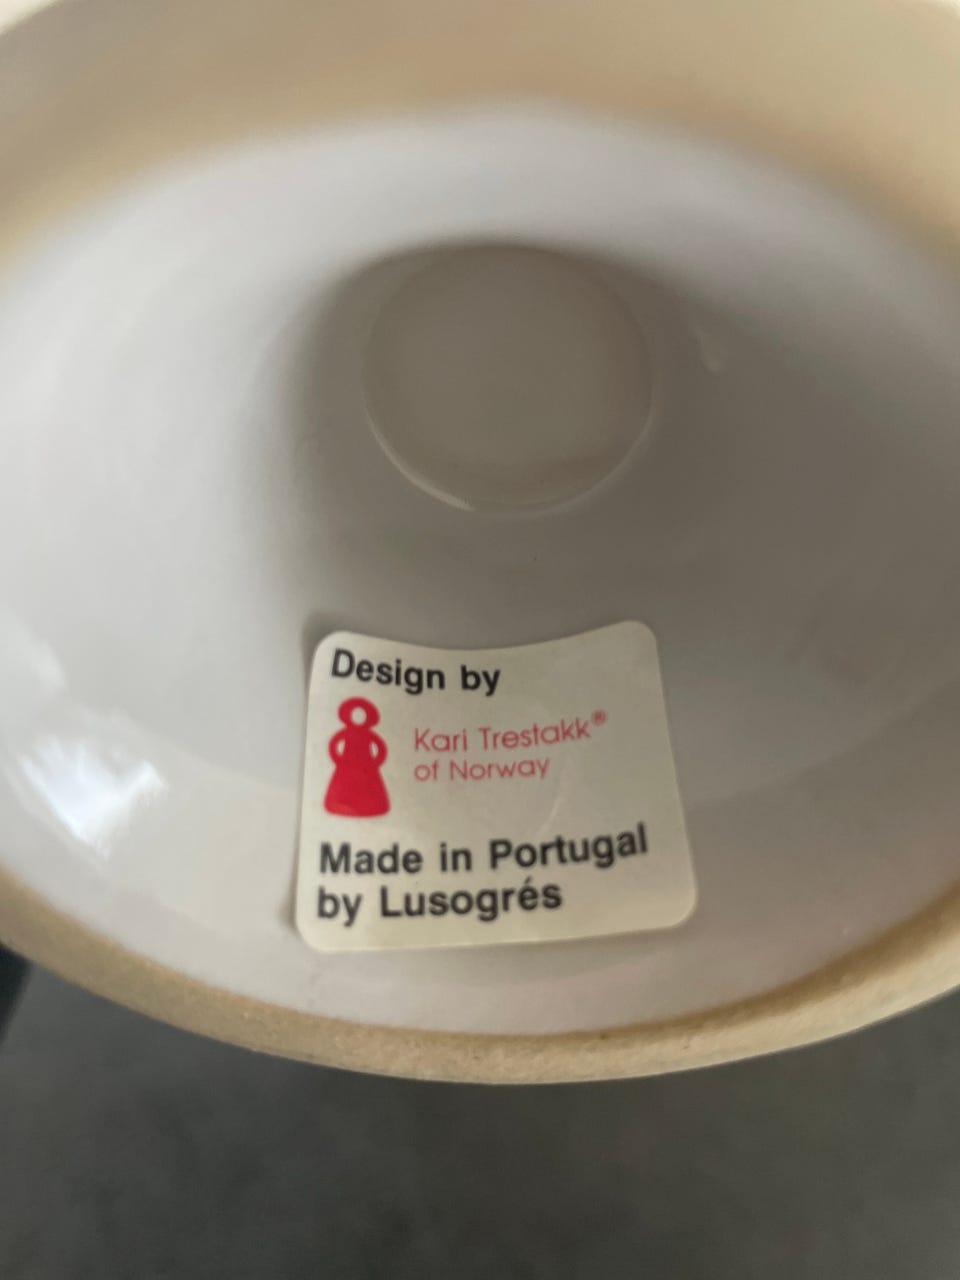 Design by
Kari Trestakk®
of Norway
Made in Portugal
by Lusogrés